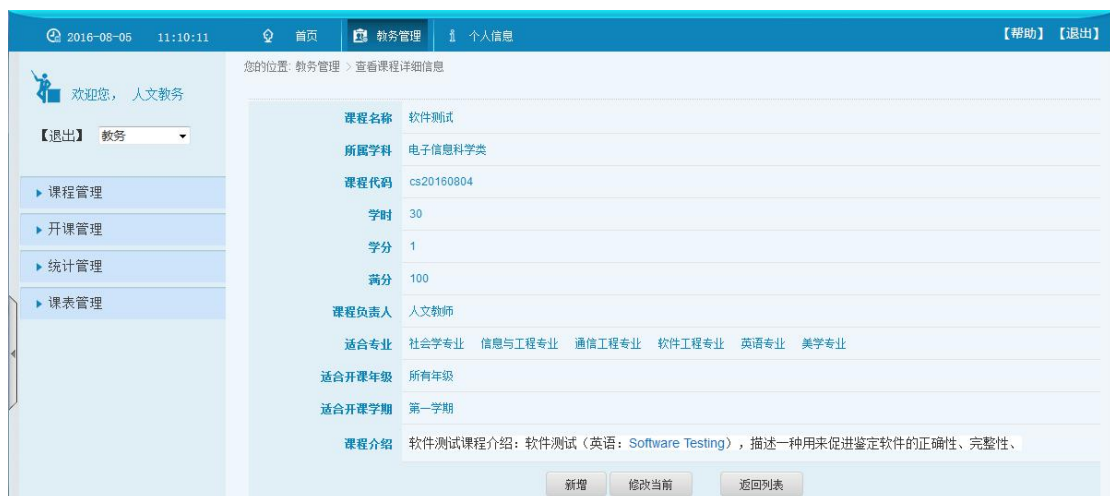 2016-08-05 11:10:11 首页 教务管理 个人信息 【帮助】 【退出】
您的位置: 教务管理 > 查看课程详细信息
欢迎您， 人文教务
【退出】 教务
课程管理
开课管理
统计管理
课表管理
课程名称 软件测试
所属学科 电子信息科学类
课程代码 cs20160804
学时 30
学分 1
满分 100
课程负责人 人文教师
适合专业 社会学专业 信息与工程专业 通信工程专业 软件工程专业 英语专业 美学专业
适合开课年级 所有年级
适合开课学期 第一学期
课程介绍 软件测试课程介绍：软件测试（英语：Software Testing），描述一种用来促进鉴定软件的正确性、完整性、
新增 修改当前 返回列表